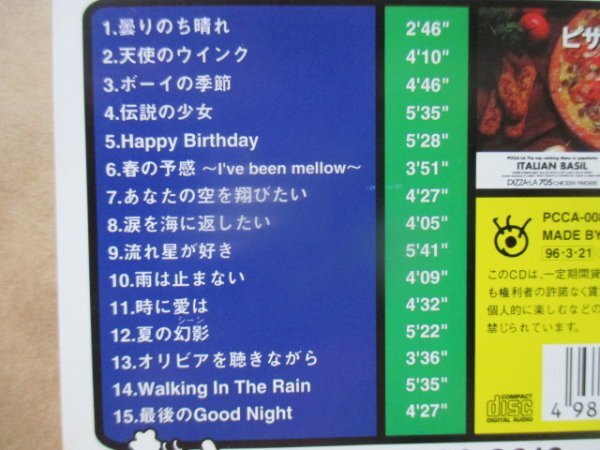 1.曇りのち晴れ 2'46"
2.天使のウインク 4'10"
3.ボーイの季節 4'46"
4.伝説の少女 5'35"
5.Happy Birthday 5'28"
6.春の予感 ～I've been mellow～ 3'51"
7.あなたの空を翔びたい 4'27"
8.涙を海に返したい 4'05"
9.流れ星が好き 5'41"
10.雨は止まない 4'09"
11.時に愛は 4'32"
シーン
12.夏の幻影 5'22"
13.オリビアを聴きながら 3'36"
14.Walking In The Rain 5'35"
15.最後のGood Night 4'27"
ピザ
ITALIAN BASIL
PIZZA-LA 70S CHICKEN FINGERS
PCCA-00
MADE BY
96・3・21
このCDは、一定期間貸
も権利者の許諾なく賃
個人的に楽しむなどの
禁じられています。
COMPACT
disc
DIGITAL AUDIO
4 98